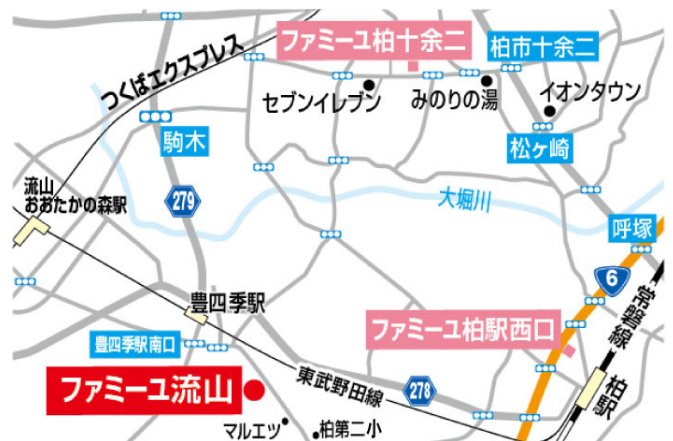 ファミーユ柏十余二
柏市十余二
つくばエクスプレス
セブンイレブン
みのりの湯
イオンタウン
駒木
松ヶ崎
流山
おおたかの森駅
279
大堀川
呼塚
6
豊四季駅
常磐線
豊四季駅南口
ファミーユ柏駅西口
ファミーユ流山
東武野田線
278
柏駅
マルエツ
柏第二小